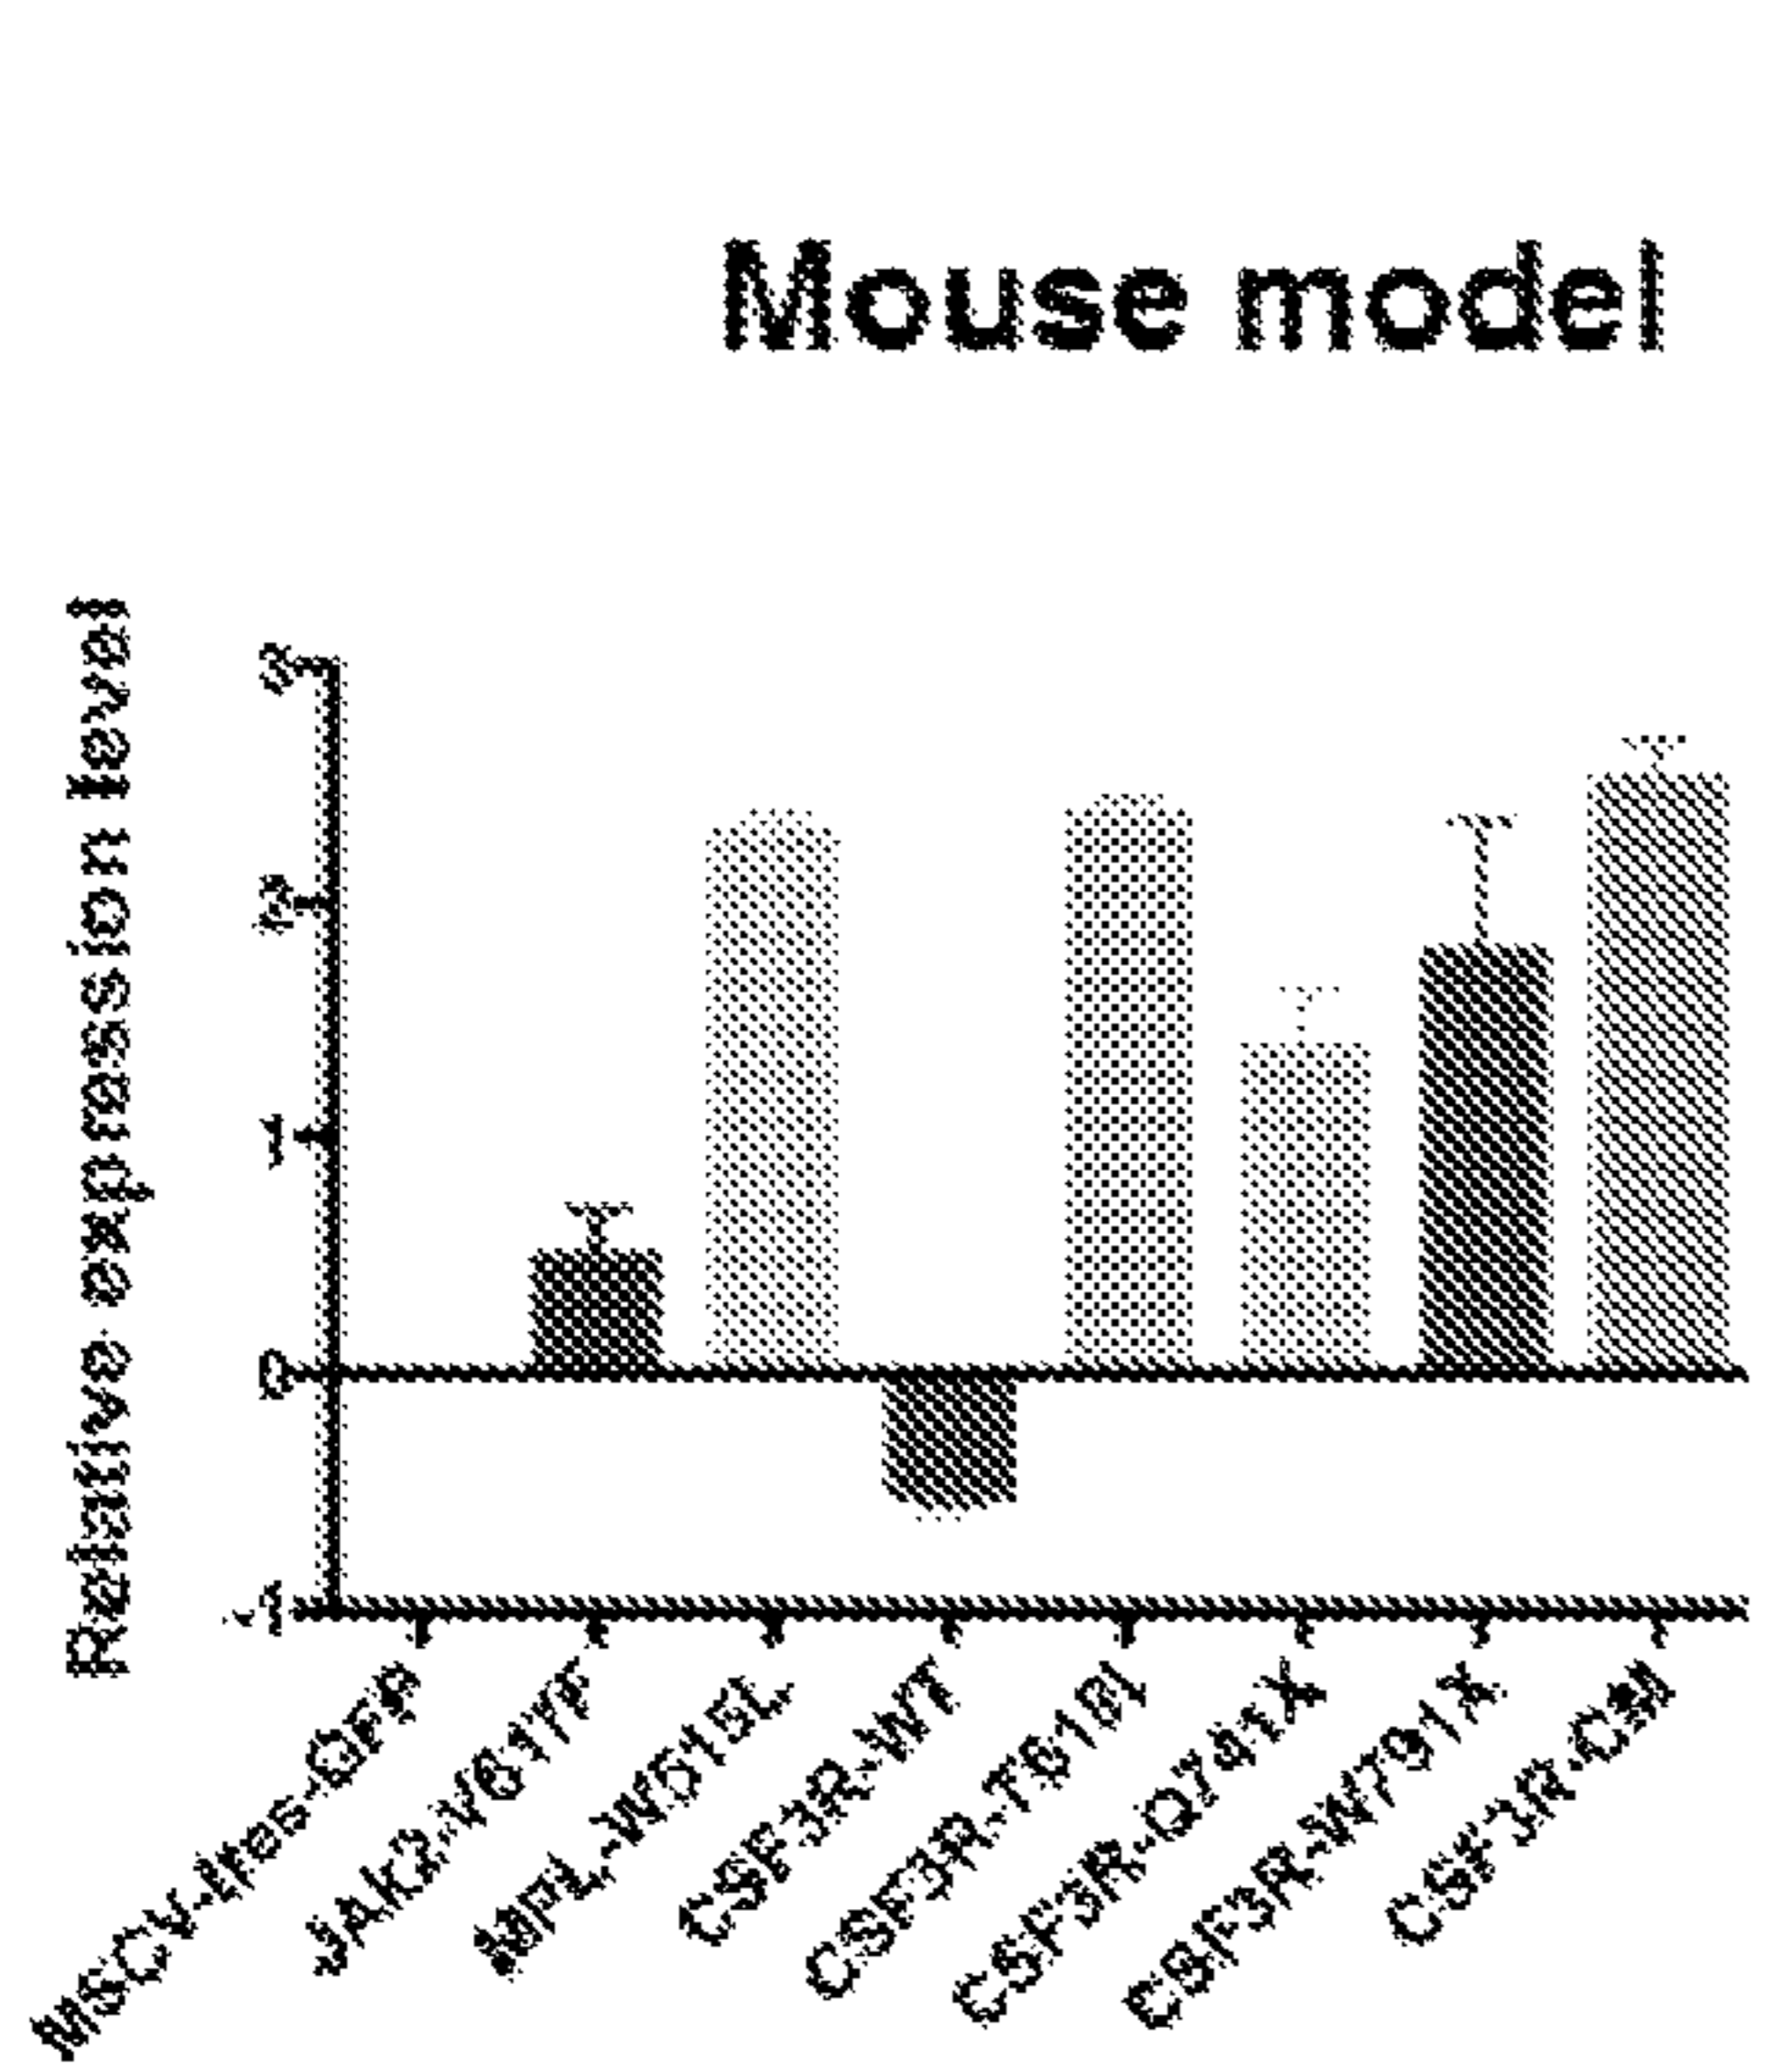 Mouse model
Relative expression level
3
2
1
0
-1
MSCV-Ires-GFP
JAK2-V617F
MPL-W515L
CSF3R-WT
CSF3R-T618I
CSF3R-Q741X
CSF3R-W791X
CSF3R-CM